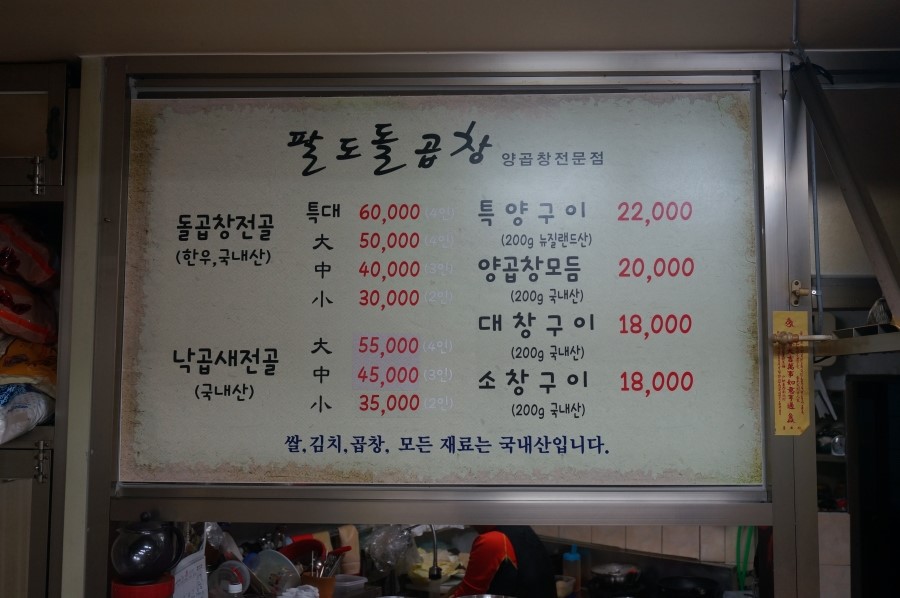 팔도돌곱창 양곱창전문점
돌곱창전골
(한우,국내산)
특대 60,000
大 50,000 (4인)
中 40,000 (3인)
小 30,000 (2인)
낙곱새전골
(국내산)
大 55,000 (4인)
中 45,000 (3인)
小 35,000 (2인)
특양구이 22,000
(200g 뉴질랜드산)
양곱창모듬 20,000
(200g 국내산)
대창구이 18,000
(200g 국내산)
소창구이 18,000
(200g 국내산)
쌀,김치,곱창, 모든 재료는 국내산입니다.